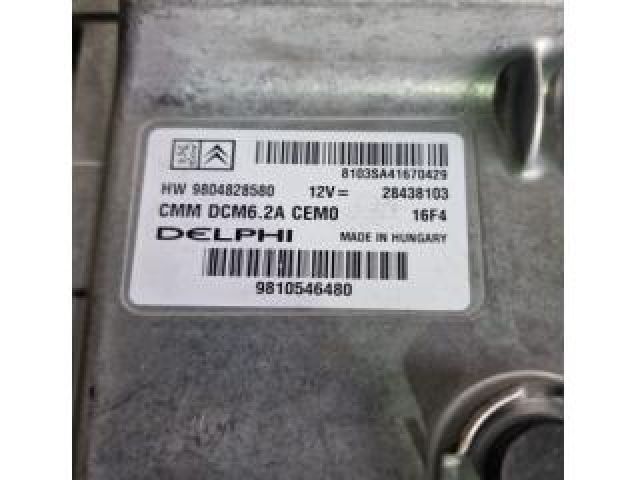 8103SA41670429
HW 9804828580 12V= 28438103
CMM DCM6.2A CEM0 16F4
DELPHI MADE IN HUNGARY
9810546480